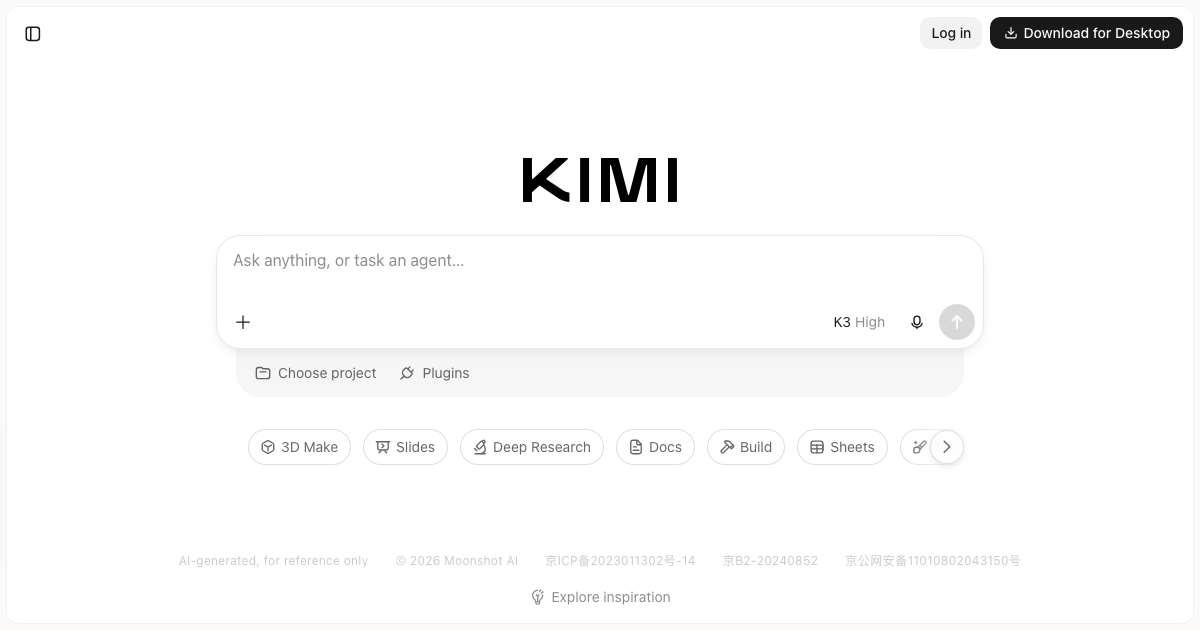 Log in
Download for Desktop
KIMI
Ask anything, or task an agent...
K3 High
Choose project
Plugins
3D Make
Slides
Deep Research
Docs
Build
Sheets
AI-generated, for reference only
© 2026 Moonshot AI
京ICP备2023011302号-14
京B2-20240852
京公网安备11010802043150号
Explore inspiration